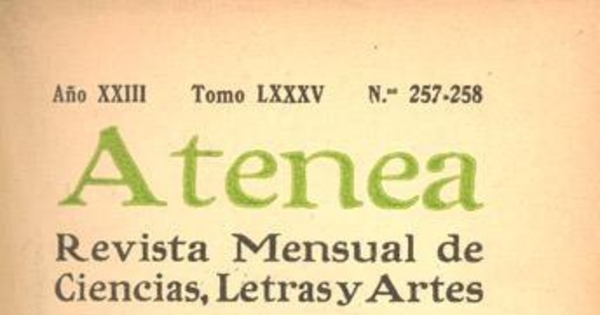 Año XXIII Tomo LXXXV N.os 257-258
Atenea
Revista Mensual de
Ciencias, Letras y Artes